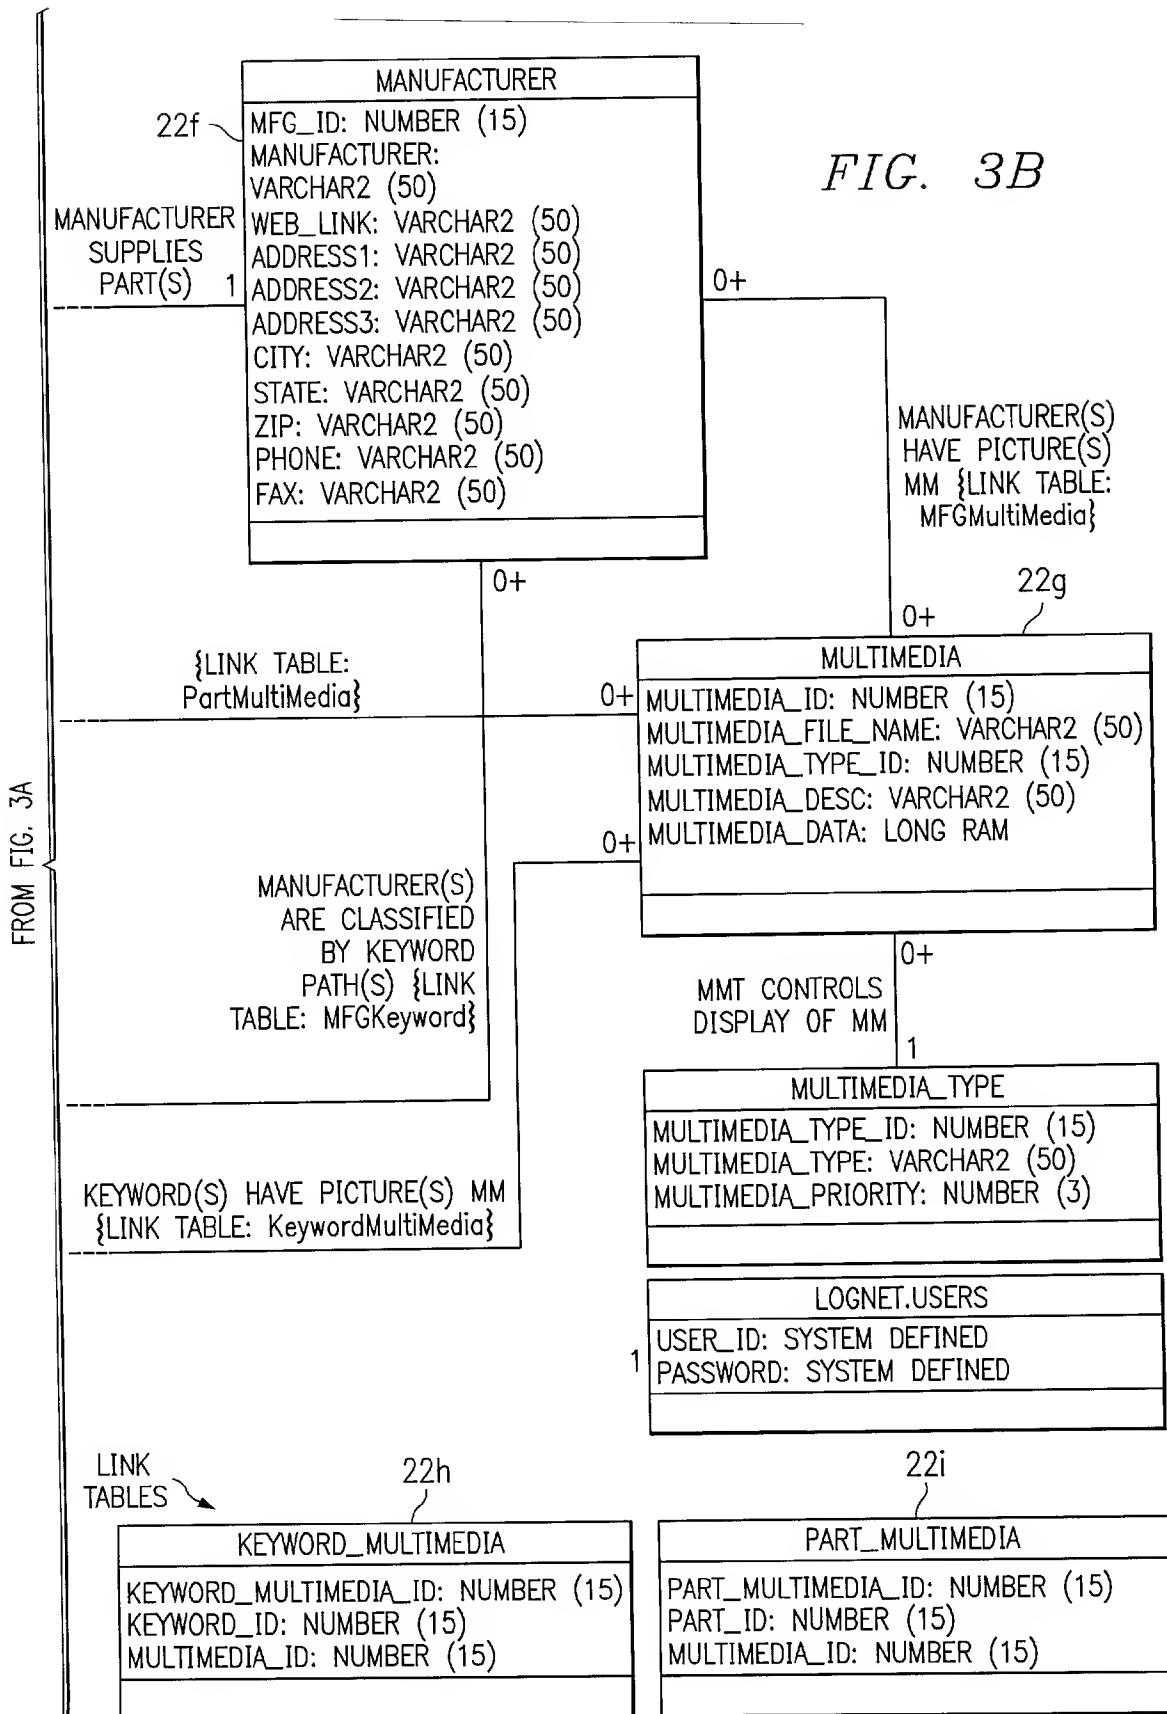 FIG. 3B
FROM FIG. 3A
MANUFACTURER
22f
MFG_ID: NUMBER (15)
MANUFACTURER:
VARCHAR2 (50)
WEB_LINK: VARCHAR2 (50)
ADDRESS1: VARCHAR2 (50)
ADDRESS2: VARCHAR2 (50)
ADDRESS3: VARCHAR2 (50)
CITY: VARCHAR2 (50)
STATE: VARCHAR2 (50)
ZIP: VARCHAR2 (50)
PHONE: VARCHAR2 (50)
FAX: VARCHAR2 (50)
MANUFACTURER
SUPPLIES
PART(S)
1
0+
MANUFACTURER(S)
HAVE PICTURE(S)
MM {LINK TABLE:
MFGMultiMedia}
0+
0+
22g
{LINK TABLE:
PartMultiMedia}
0+
MULTIMEDIA
MULTIMEDIA_ID: NUMBER (15)
MULTIMEDIA_FILE_NAME: VARCHAR2 (50)
MULTIMEDIA_TYPE_ID: NUMBER (15)
MULTIMEDIA_DESC: VARCHAR2 (50)
MULTIMEDIA_DATA: LONG RAM
0+
MANUFACTURER(S)
ARE CLASSIFIED
BY KEYWORD
PATH(S) {LINK
TABLE: MFGKeyword}
0+
MMT CONTROLS
DISPLAY OF MM
1
MULTIMEDIA_TYPE
MULTIMEDIA_TYPE_ID: NUMBER (15)
MULTIMEDIA_TYPE: VARCHAR2 (50)
MULTIMEDIA_PRIORITY: NUMBER (3)
KEYWORD(S) HAVE PICTURE(S) MM
{LINK TABLE: KeywordMultiMedia}
LOGNET.USERS
1
USER_ID: SYSTEM DEFINED
PASSWORD: SYSTEM DEFINED
LINK
TABLES
22h
KEYWORD_MULTIMEDIA
KEYWORD_MULTIMEDIA_ID: NUMBER (15)
KEYWORD_ID: NUMBER (15)
MULTIMEDIA_ID: NUMBER (15)
22i
PART_MULTIMEDIA
PART_MULTIMEDIA_ID: NUMBER (15)
PART_ID: NUMBER (15)
MULTIMEDIA_ID: NUMBER (15)